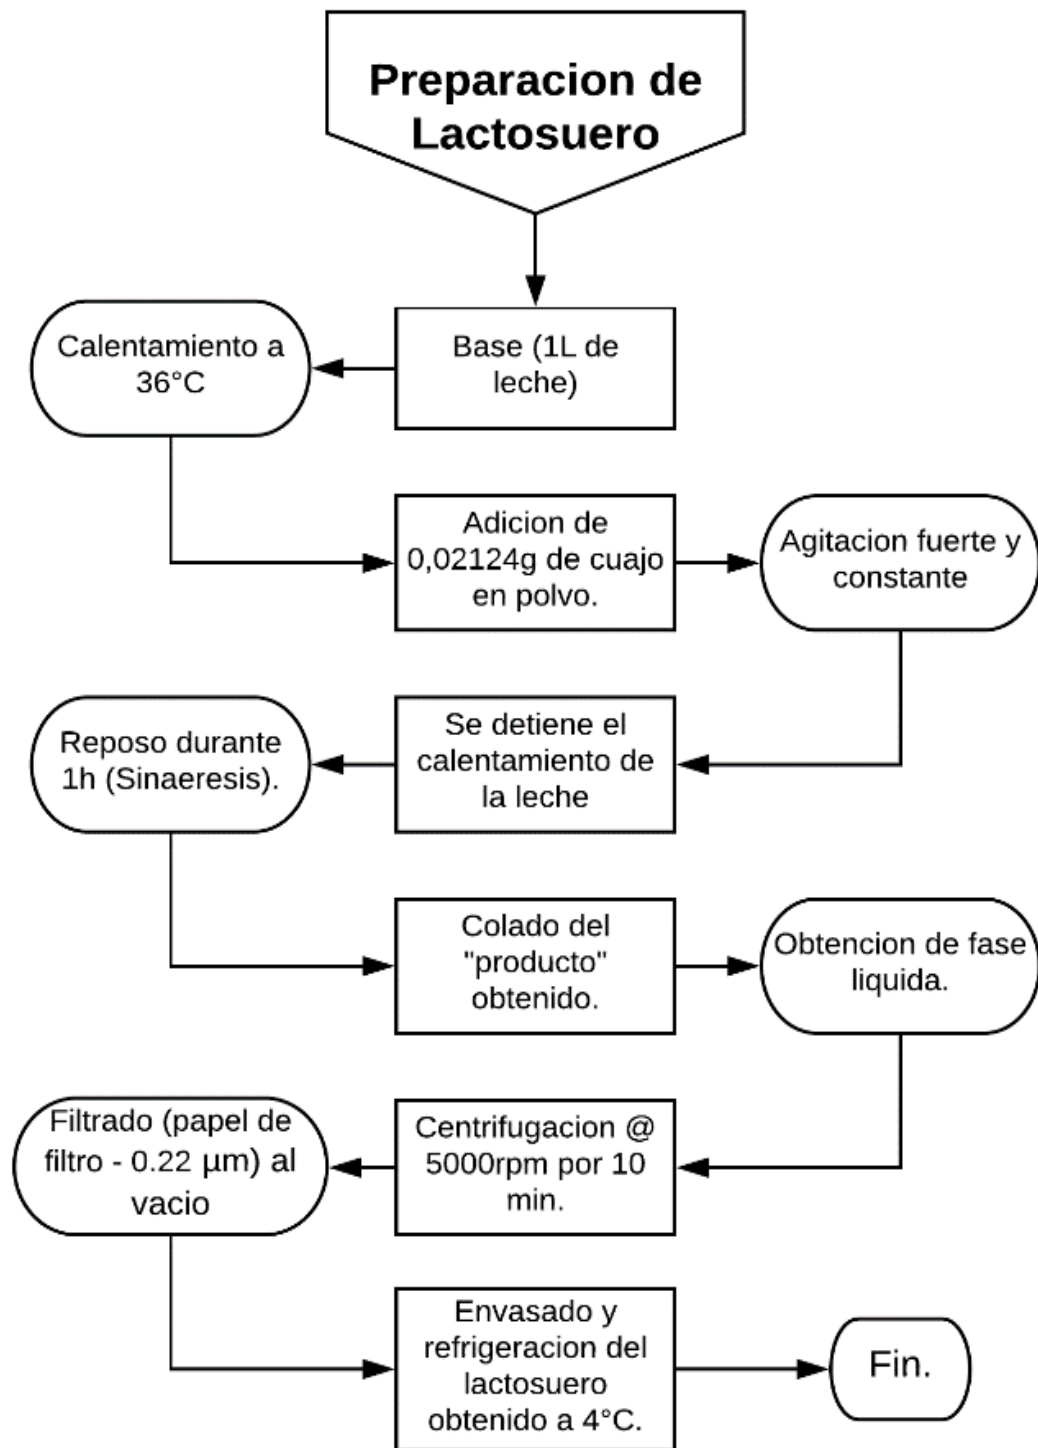 Preparacion de
Lactosuero
Base (1L de
leche)
Calentamiento a
36°C
Adicion de
0,02124g de cuajo
en polvo.
Agitacion fuerte y
constante
Se detiene el
calentamiento de
la leche
Reposo durante
1h (Sinaeresis).
Colado del
"producto"
obtenido.
Obtencion de fase
liquida.
Centrifugacion @
5000rpm por 10
min.
Filtrado (papel de
filtro - 0.22 µm) al
vacio
Envasado y
refrigeracion del
lactosuero
obtenido a 4°C.
Fin.